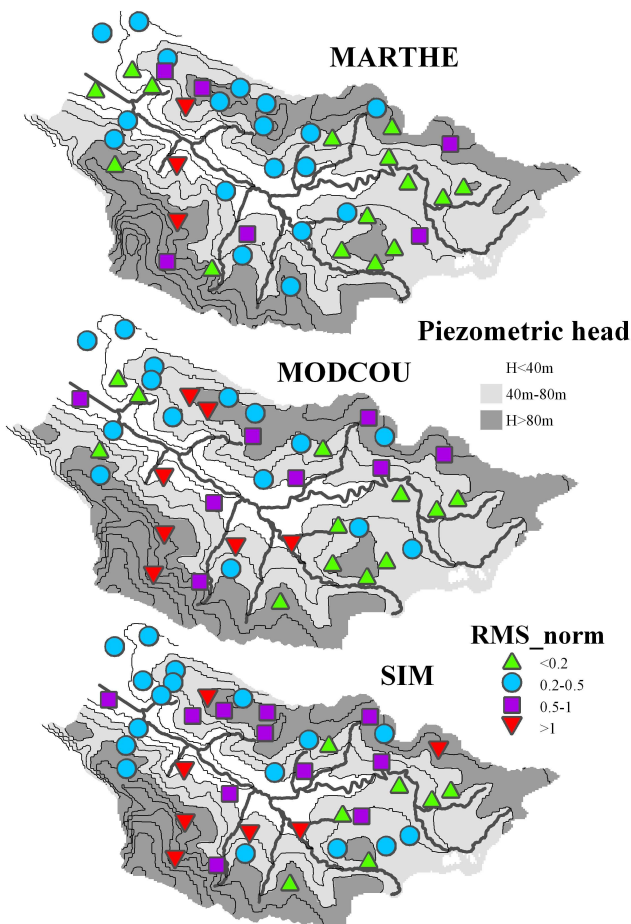 MARTHE
Piezometric head
MODCOU
H<40m
40m-80m
H>80m
RMS_norm
SIM
<0.2
0.2-0.5
0.5-1
>1